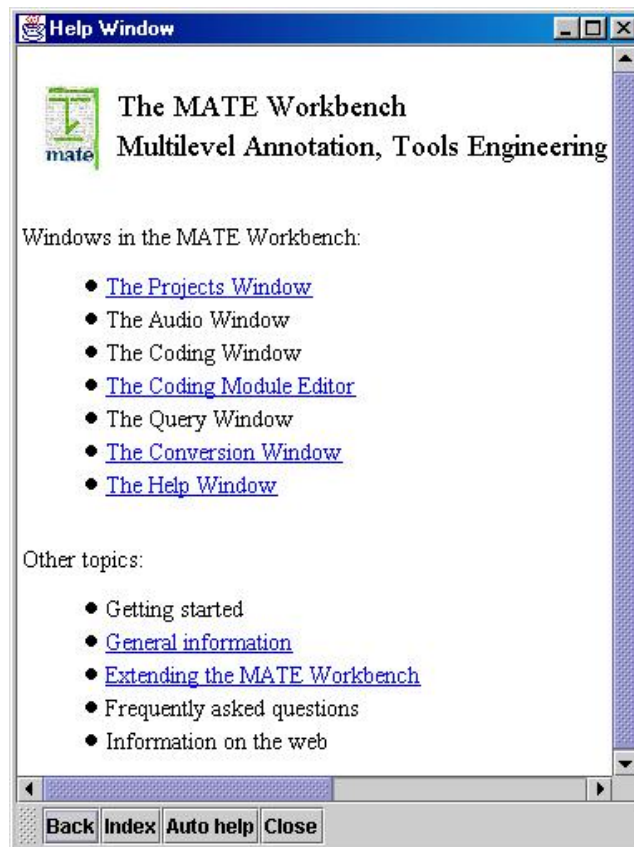 Help Window
The MATE Workbench
mate
Multilevel Annotation, Tools Engineering
Windows in the MATE Workbench:
The Projects Window
The Audio Window
The Coding Window
The Coding Module Editor
The Query Window
The Conversion Window
The Help Window
Other topics:
Getting started
General information
Extending the MATE Workbench
Frequently asked questions
Information on the web
Back Index Auto help Close